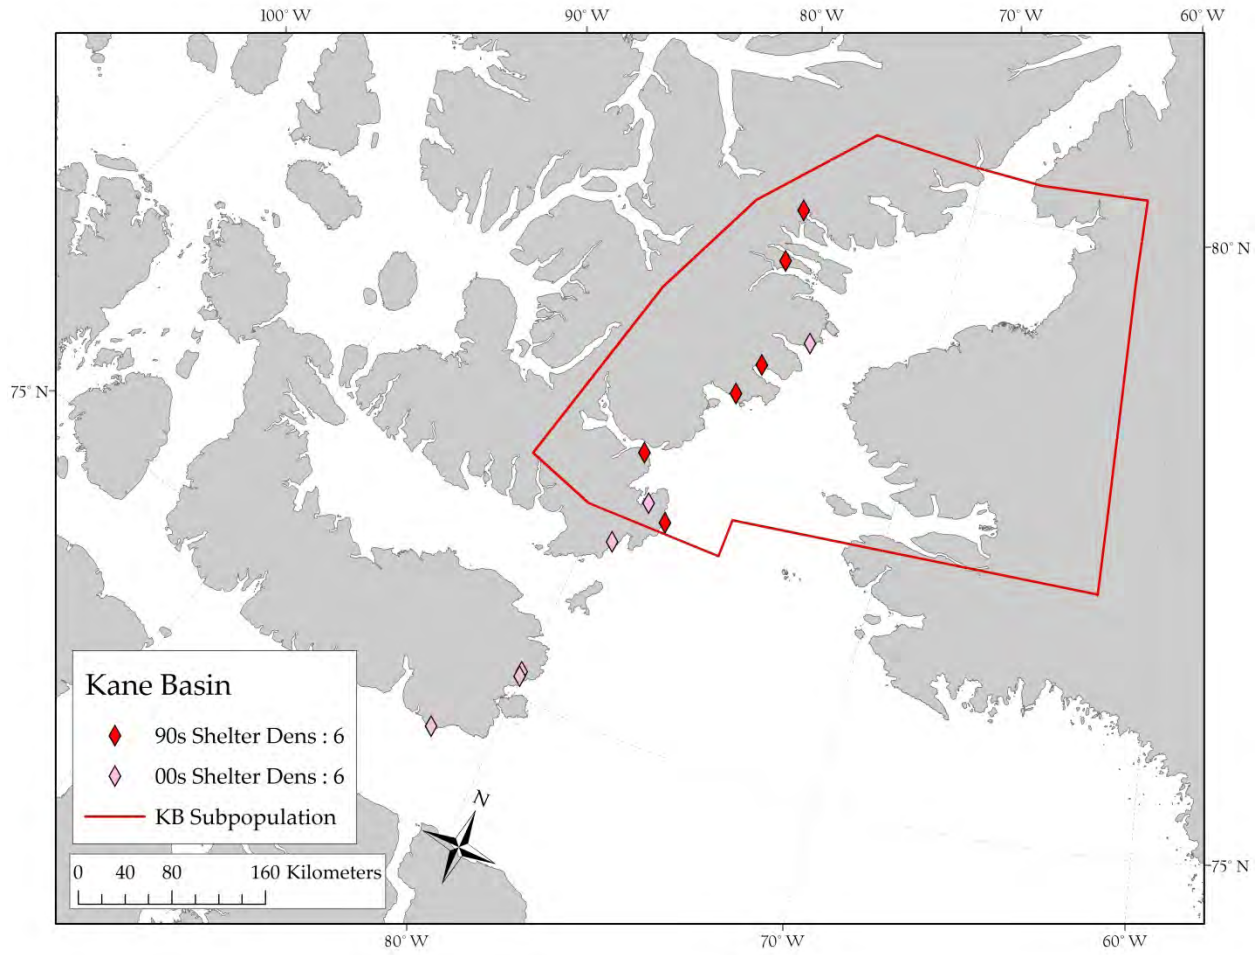 100° W 90° W 80° W 70° W 60° W
80° N
75° N
Kane Basin
90s Shelter Dens : 6
00s Shelter Dens : 6
KB Subpopulation
N
0 40 80 160 Kilometers
75° N
80° W 70° W 60° W